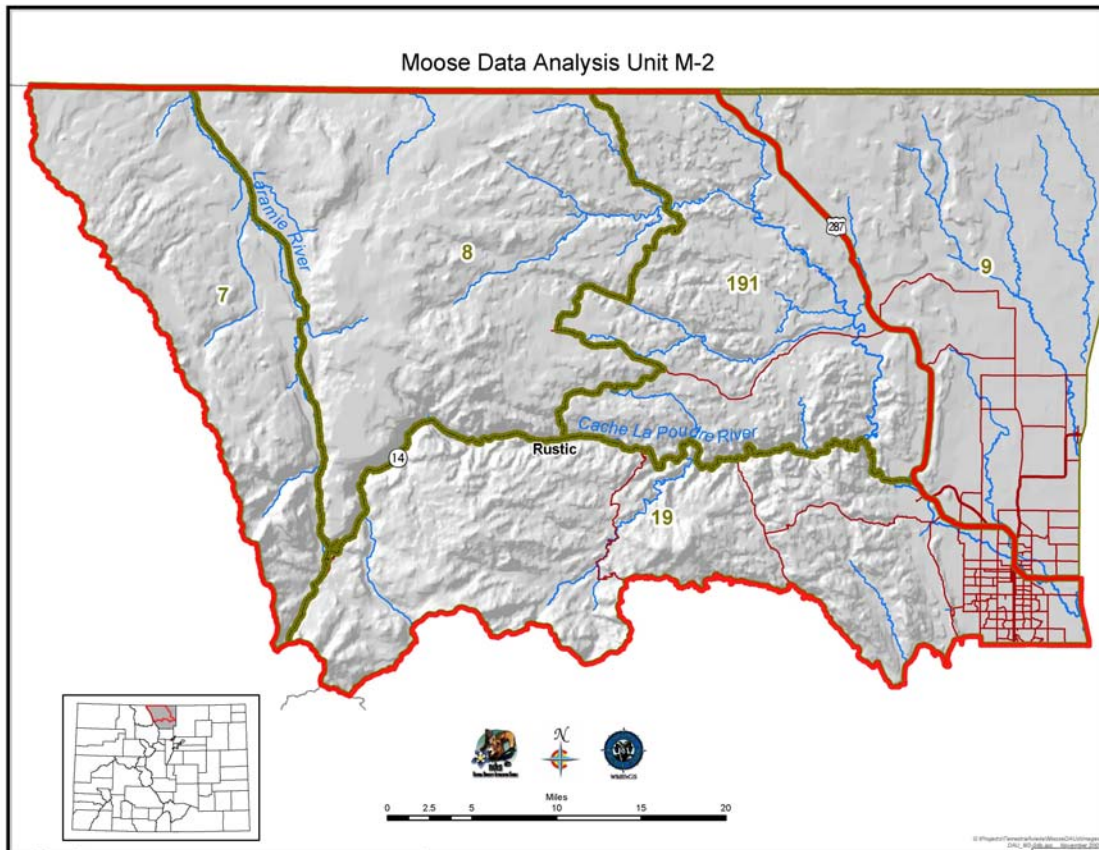 Moose Data Analysis Unit M-2
Laramie River
287
8
9
191
7
Cache La Poudre River
Rustic
14
19
N
Miles
0 2.5 5 10 15 20